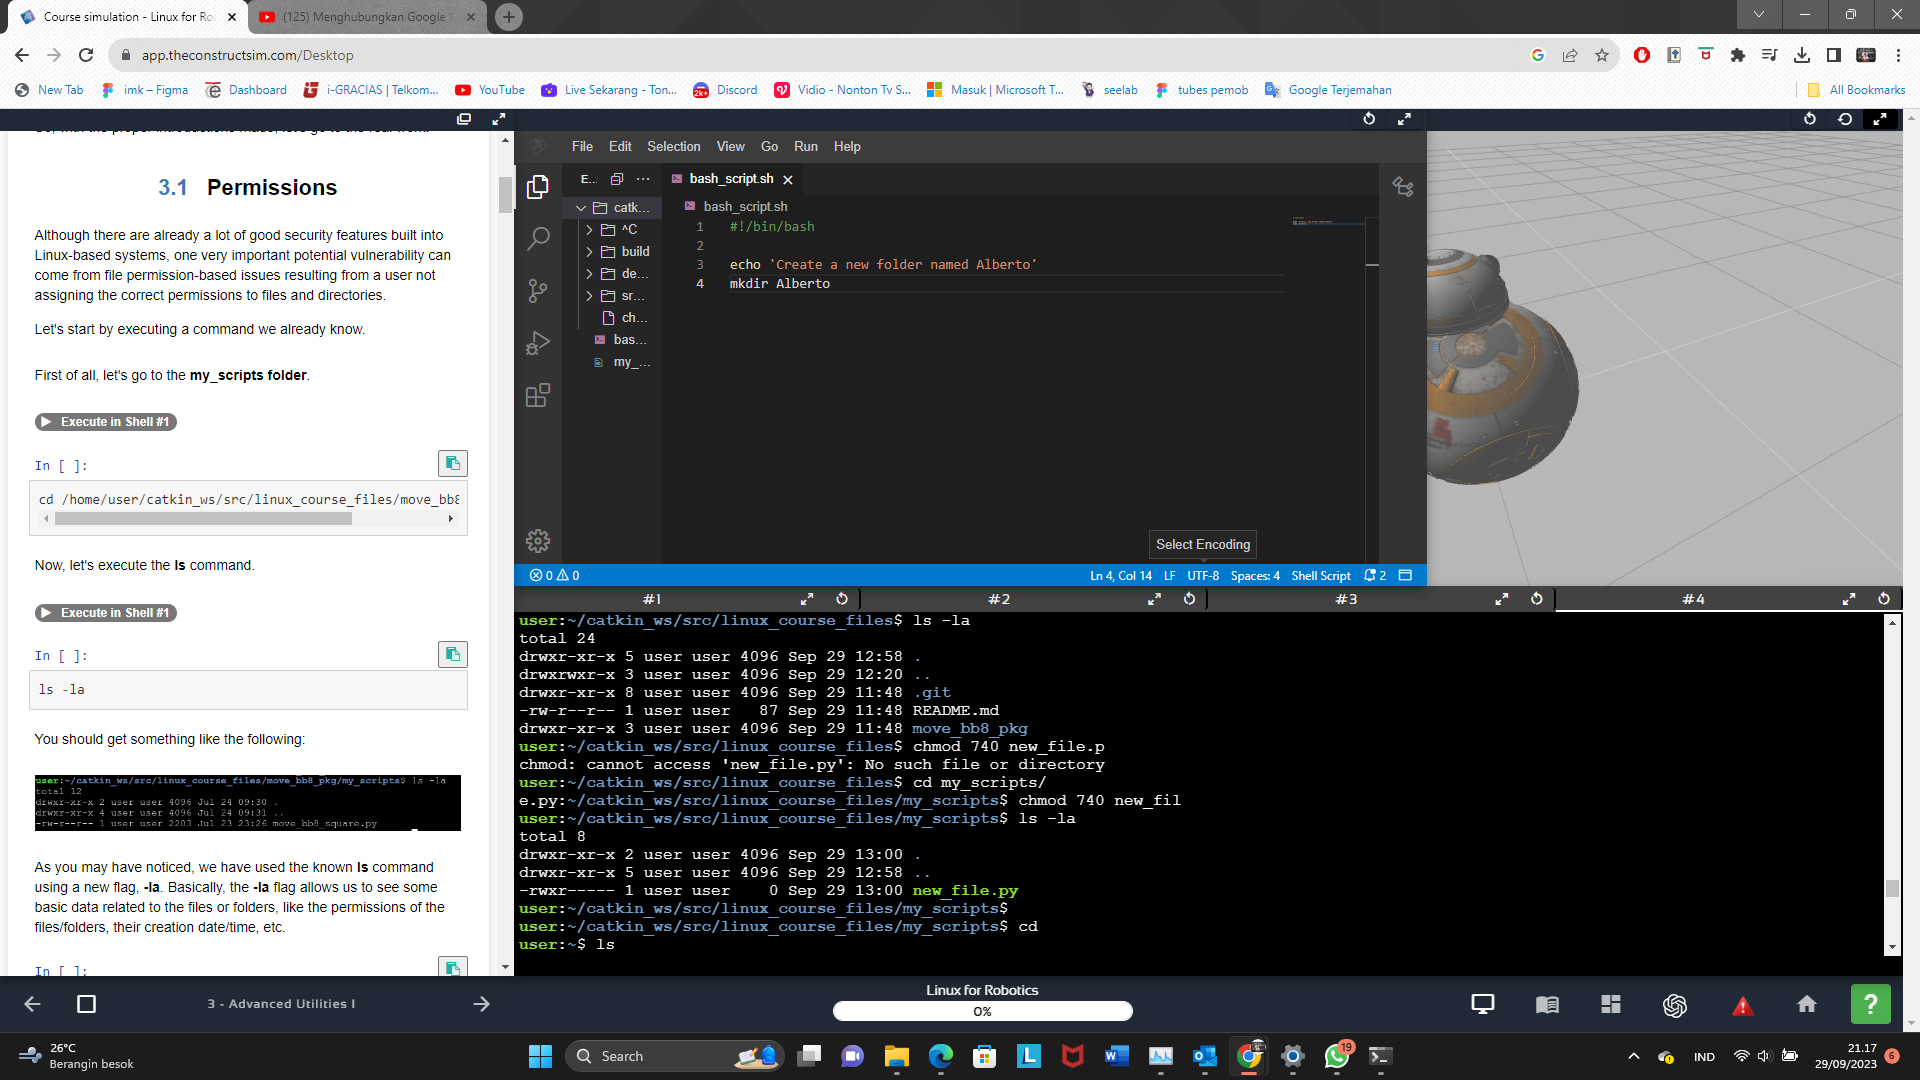 Course simulation - Linux for Ro
(125) Menghubungkan Google
app.theconstructsim.com/Desktop
New Tab
imk – Figma
Dashboard
i-GRACIAS | Telkom...
YouTube
Live Sekarang - Ton...
Discord
Vidio - Nonton Tv S...
Masuk | Microsoft T...
seelab
tubes pemob
Google Terjemahan
All Bookmarks
3.1 Permissions
Although there are already a lot of good security features built into
Linux-based systems, one very important potential vulnerability can
come from file permission-based issues resulting from a user not
assigning the correct permissions to files and directories.
Let's start by executing a command we already know.
First of all, let's go to the my_scripts folder.
Execute in Shell #1
In [ ]:
cd /home/user/catkin_ws/src/linux_course_files/move_bb8
Now, let's execute the ls command.
Execute in Shell #1
In [ ]:
ls -la
You should get something like the following:
user:~/catkin_ws/src/linux_course_files/move_bb8_pkg/my_scripts$ ls -la
total 12
drwxr-xr-x 2 user user 4096 Jul 24 09:30 .
drwxr-xr-x 4 user user 4096 Jul 24 09:31 ..
-rw-r--r-- 1 user user 2203 Jul 23 23:26 move_bb8_square.py
As you may have noticed, we have used the known ls command
using a new flag, -la. Basically, the -la flag allows us to see some
basic data related to the files or folders, like the permissions of the
files/folders, their creation date/time, etc.
In [ ]:
File Edit Selection View Go Run Help
E...
catk...
^C
build
de...
sr...
ch...
bas...
my_...
bash_script.sh
bash_script.sh
1 #!/bin/bash
2
3 echo 'Create a new folder named Alberto'
4 mkdir Alberto
Select Encoding
0 0
Ln 4, Col 14 LF UTF-8 Spaces: 4 Shell Script 2
#1 #2 #3 #4
user:~/catkin_ws/src/linux_course_files$ ls -la
total 24
drwxr-xr-x 5 user user 4096 Sep 29 12:58 .
drwxrwxr-x 3 user user 4096 Sep 29 12:20 ..
drwxr-xr-x 8 user user 4096 Sep 29 11:48 .git
-rw-r--r-- 1 user user   87 Sep 29 11:48 README.md
drwxr-xr-x 3 user user 4096 Sep 29 11:48 move_bb8_pkg
user:~/catkin_ws/src/linux_course_files$ chmod 740 new_file.p
chmod: cannot access 'new_file.py': No such file or directory
user:~/catkin_ws/src/linux_course_files$ cd my_scripts/
e.py:~/catkin_ws/src/linux_course_files/my_scripts$ chmod 740 new_fil
user:~/catkin_ws/src/linux_course_files/my_scripts$ ls -la
total 8
drwxr-xr-x 2 user user 4096 Sep 29 13:00 .
drwxr-xr-x 5 user user 4096 Sep 29 12:58 ..
-rwxr----- 1 user user    0 Sep 29 13:00 new_file.py
user:~/catkin_ws/src/linux_course_files/my_scripts$
user:~/catkin_ws/src/linux_course_files/my_scripts$ cd
user:~$ ls
3 - Advanced Utilities I
Linux for Robotics
0%
?
26°C
Berangin besok
Search
19
IND
21.17
29/09/2023
6